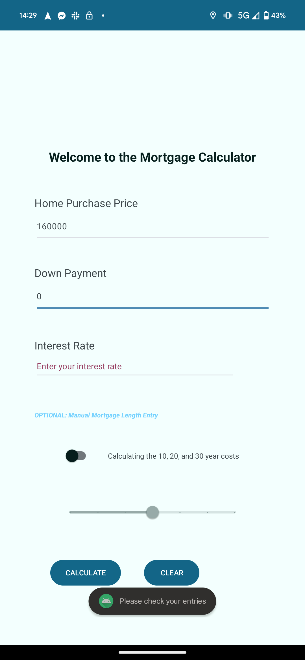 14:29 5G 43%
Welcome to the Mortgage Calculator
Home Purchase Price
160000
Down Payment
0
Interest Rate
Enter your interest rate
OPTIONAL: Manual Mortgage Length Entry
Calculating the 10, 20, and 30 year costs
CALCULATE CLEAR
Please check your entries